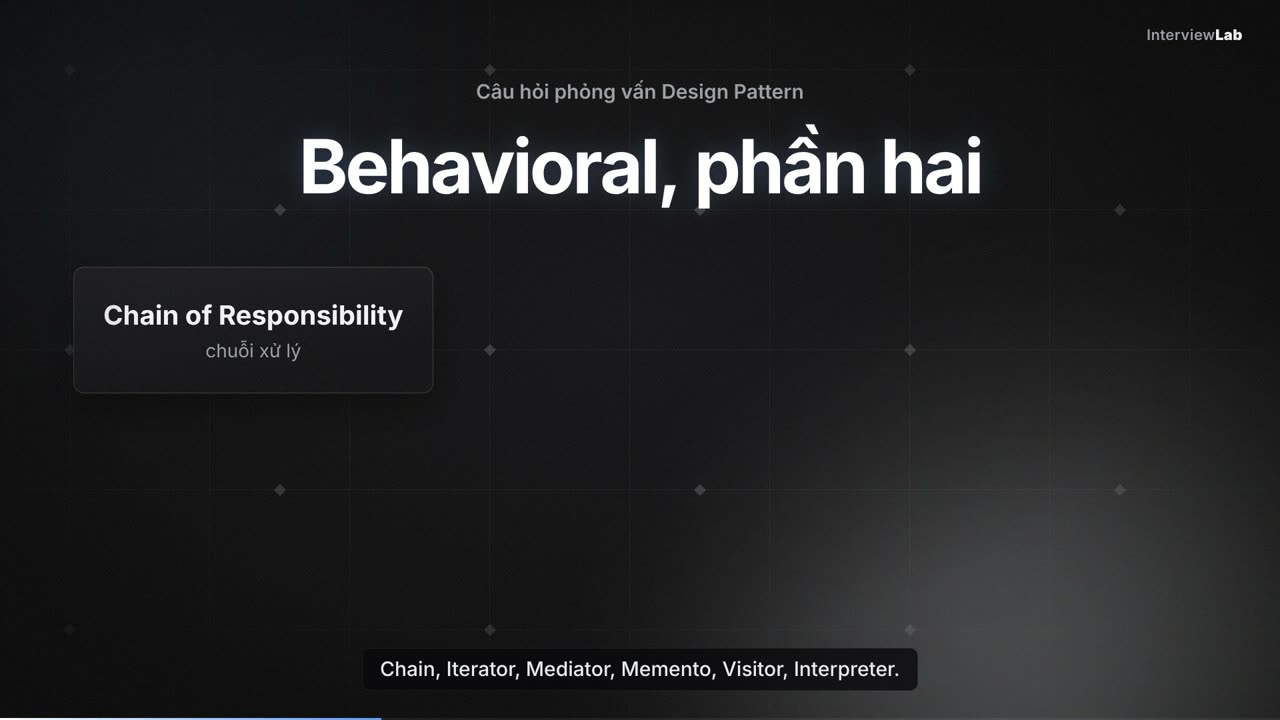 InterviewLab
Câu hỏi phỏng vấn Design Pattern
Behavioral, phần hai
Chain of Responsibility
chuỗi xử lý
Chain, Iterator, Mediator, Memento, Visitor, Interpreter.